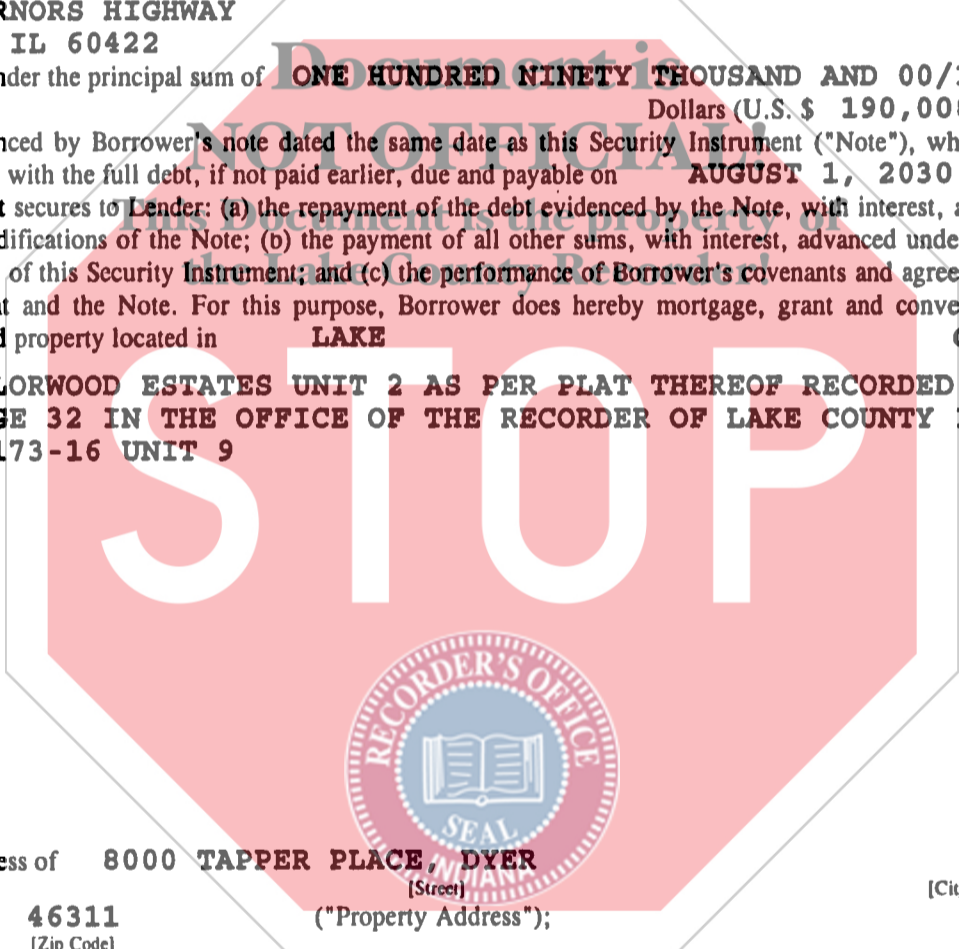 RNORS HIGHWAY
IL 60422
nder the principal sum of ONE HUNDRED NINETY THOUSAND AND 00/
Dollars (U.S. $ 190,00
nced by Borrower's note dated the same date as this Security Instrument ("Note"), wh
with the full debt, if not paid earlier, due and payable on AUGUST 1, 2030
t secures to Lender: (a) the repayment of the debt evidenced by the Note, with interest, a
difications of the Note; (b) the payment of all other sums, with interest, advanced unde
of this Security Instrument; and (c) the performance of Borrower's covenants and agree
t and the Note. For this purpose, Borrower does hereby mortgage, grant and conve
d property located in LAKE
LORWOOD ESTATES UNIT 2 AS PER PLAT THEREOF RECORDED
GE 32 IN THE OFFICE OF THE RECORDER OF LAKE COUNTY
173-16 UNIT 9
ess of 8000 TAPPER PLACE, DYER
[Street] [Cit
46311 ("Property Address");
[Zip Code]
Document is
NOT OFFICIAL!
This Document is the property of
the Lake County Recorder!
STOP
RECORDER'S OFFICE
SEAL
INDIANA